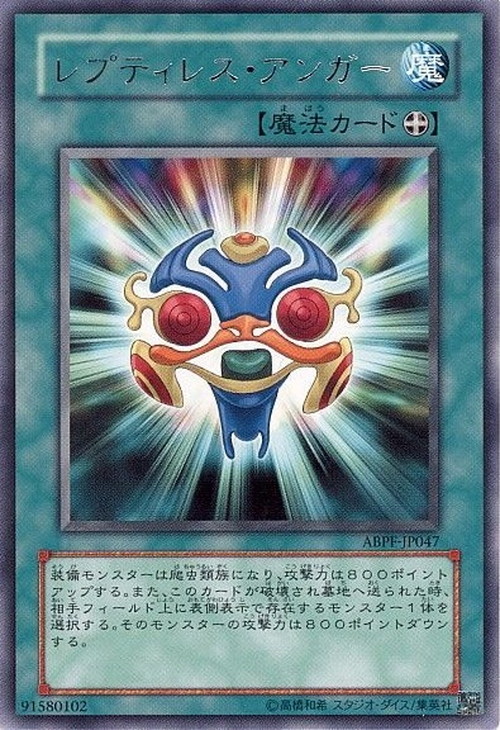 レプティレス・アンガー 魔
【魔法カード】
ABPF-JP047
装備モンスターは爬虫類族になり、攻撃力は８００ポイント
アップする。また、このカードが破壊され墓地へ送られた時、
相手フィールド上に表側表示で存在するモンスター１体を
選択する。そのモンスターの攻撃力は８００ポイントダウン
する。
91580102 ©高橋和希 スタジオ・ダイス/集英社